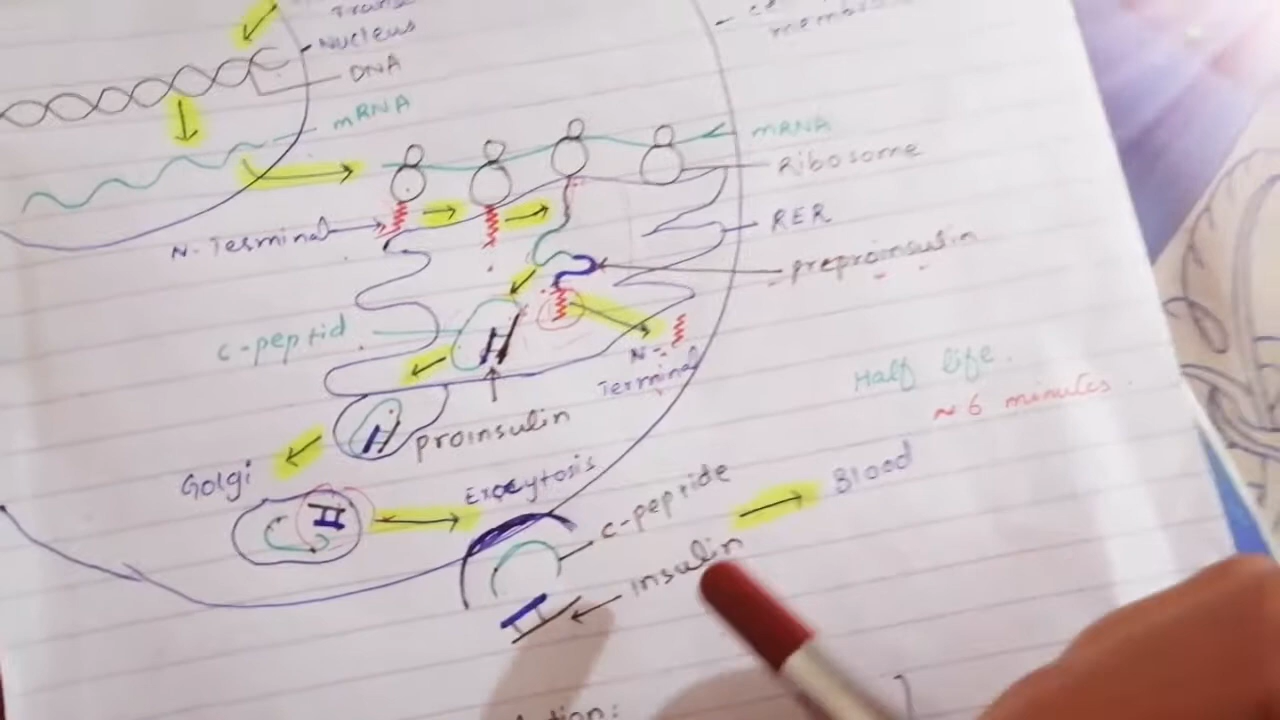 Nucleus
DNA
mRNA
mRNA
Ribosome
N-Terminal
RER
preproinsulin
c-peptid
N-
Terminal
Half life.
~ 6 minutes.
proinsulin
Golgi
Exocytosis
c-peptide
Blood
insulin